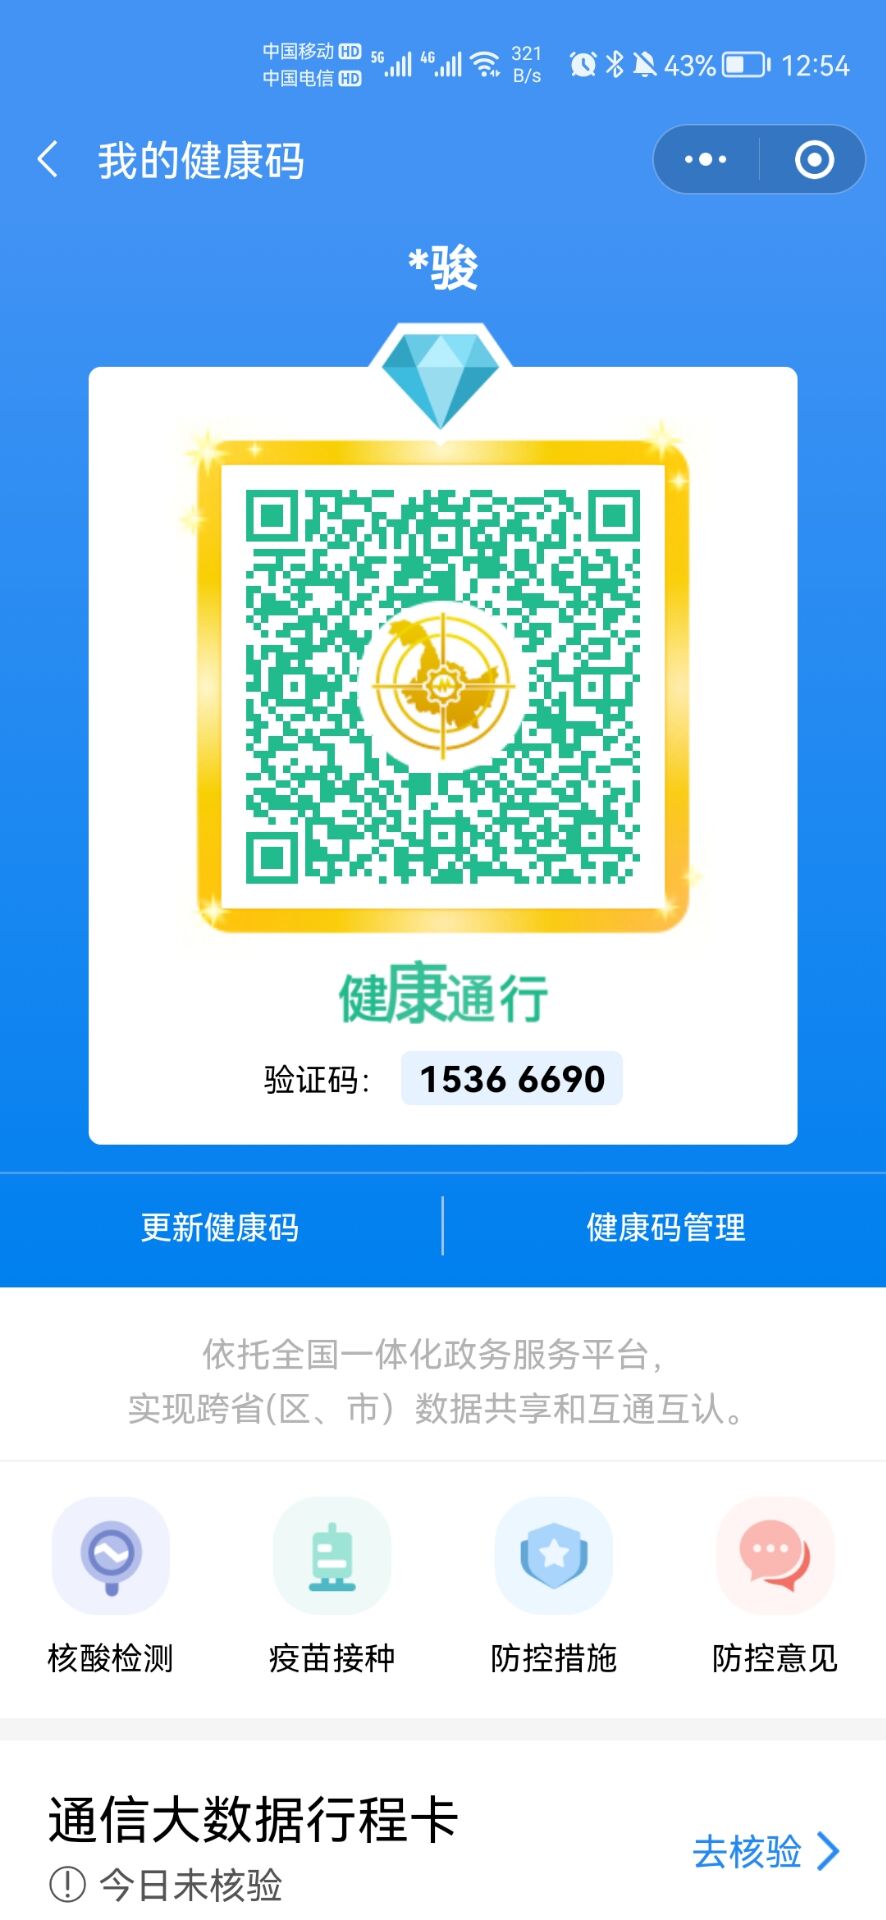 中国移动 HD 5G 4G 321 43% 12:54
中国电信 HD B/s
我的健康码
*骏
健康通行
验证码： 1536 6690
更新健康码 健康码管理
依托全国一体化政务服务平台，
实现跨省(区、市）数据共享和互通互认。
核酸检测 疫苗接种 防控措施 防控意见
通信大数据行程卡
去核验
今日未核验